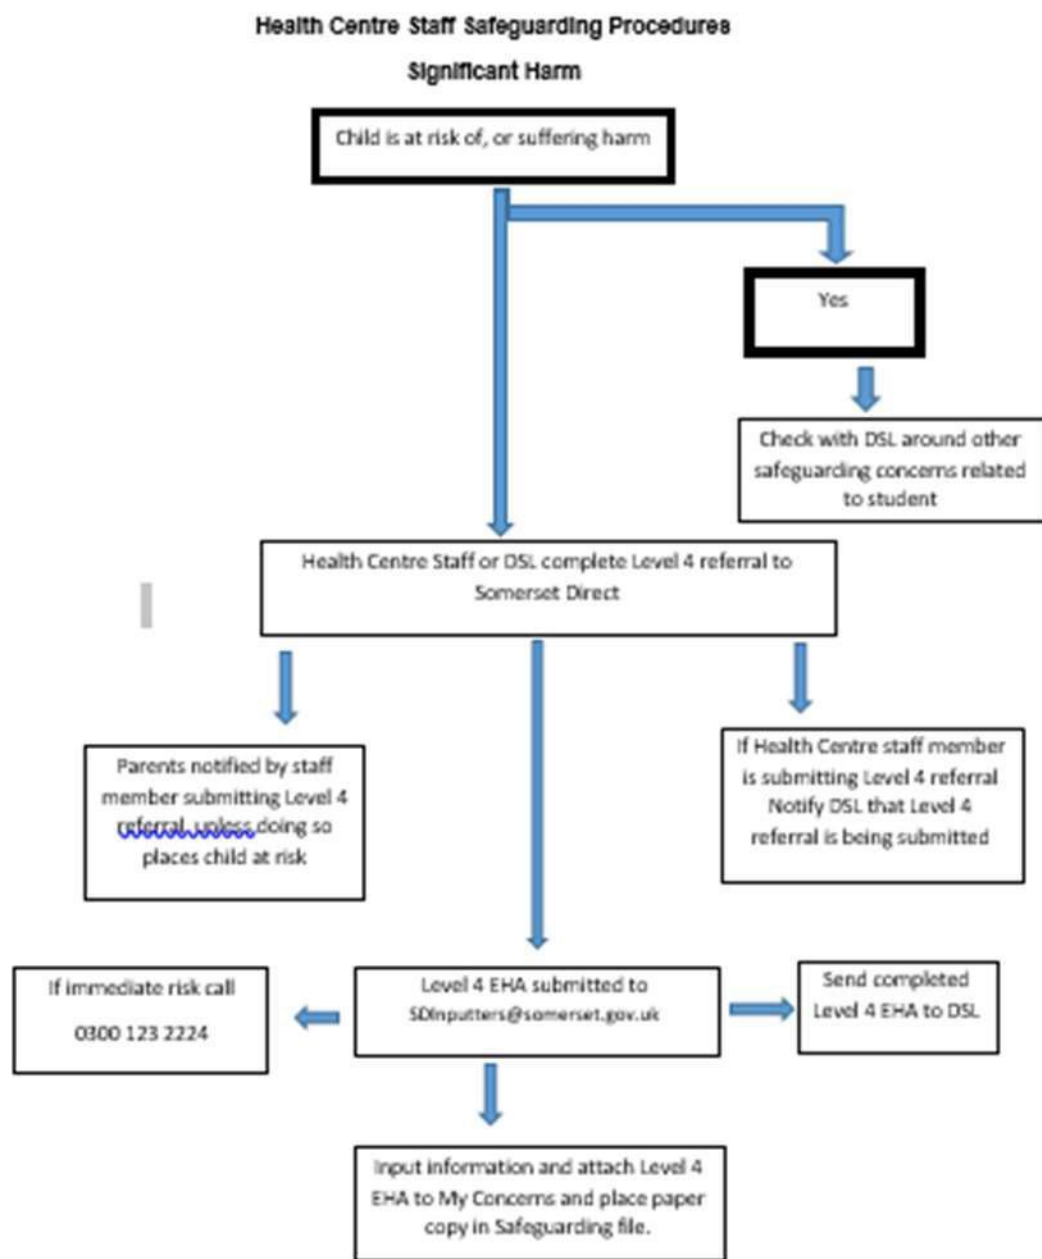 Health Centre Staff Safeguarding Procedures
Significant Harm
Child is at risk of, or suffering harm
Yes
Check with DSL around other
safeguarding concerns related
to student
Health Centre Staff or DSL complete Level 4 referral to
Somerset Direct
Parents notified by staff
member submitting Level 4
referral, unless doing so
places child at risk
If Health Centre staff member
is submitting Level 4 referral
Notify DSL that Level 4
referral is being submitted
If immediate risk call
0300 123 2224
Level 4 EHA submitted to
SDInputters@somerset.gov.uk
Send completed
Level 4 EHA to DSL
Input information and attach Level 4
EHA to My Concerns and place paper
copy in Safeguarding file.